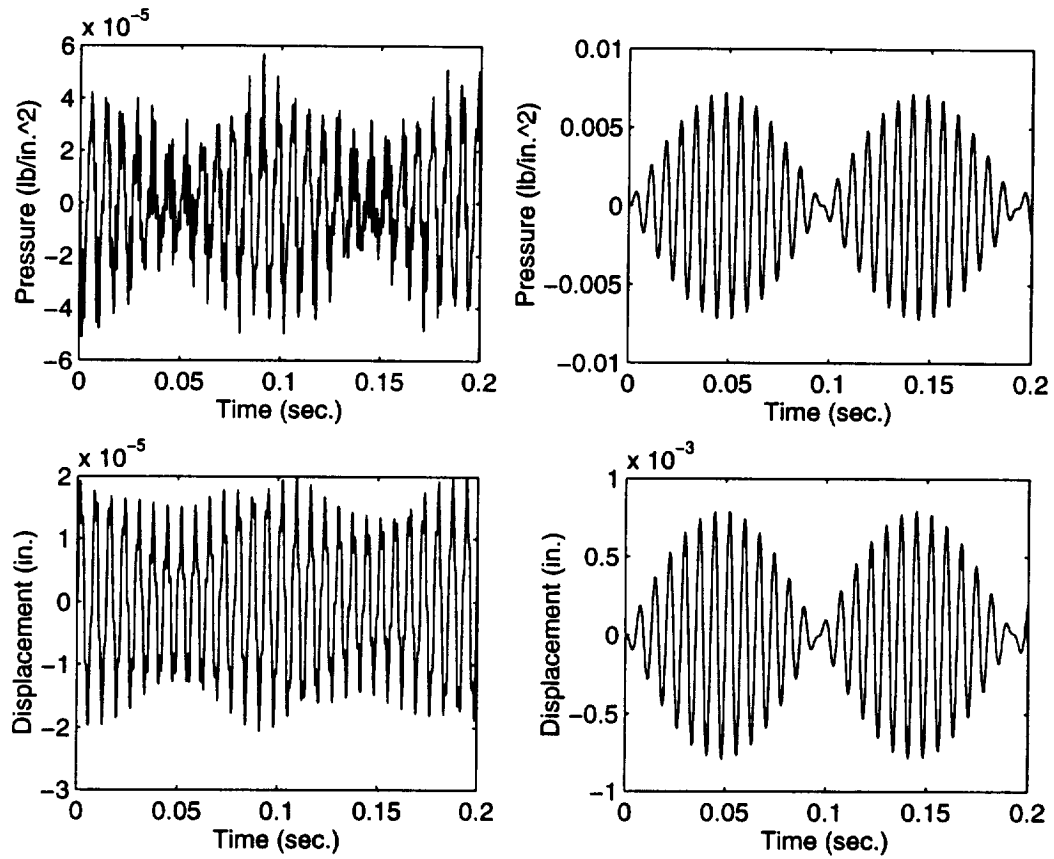 x 10⁻⁵
6
4
2
0
−2
−4
−6
0 0.05 0.1 0.15 0.2
Time (sec.)
Pressure (lb/in.^2)
0.01
0.005
0
−0.005
−0.01
0 0.05 0.1 0.15 0.2
Time (sec.)
Pressure (lb/in.^2)
x 10⁻⁵
2
1
0
−1
−2
−3
0 0.05 0.1 0.15 0.2
Time (sec.)
Displacement (in.)
x 10⁻³
1
0.5
0
−0.5
−1
0 0.05 0.1 0.15 0.2
Time (sec.)
Displacement (in.)